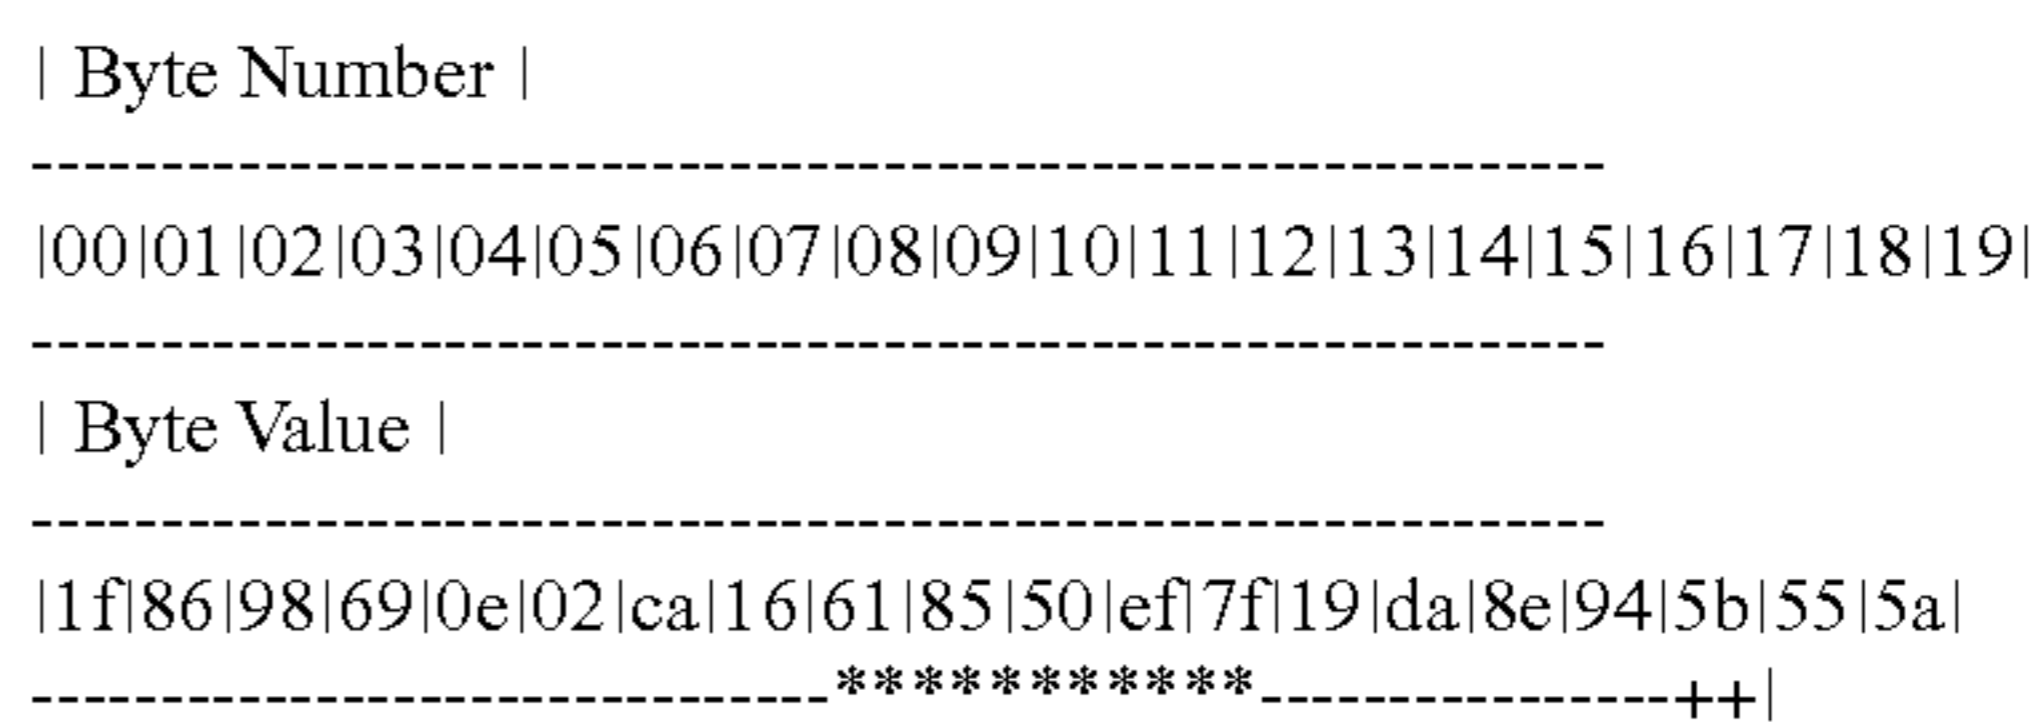 | Byte Number |
-------------------------------------------------------------
|00|01|02|03|04|05|06|07|08|09|10|11|12|13|14|15|16|17|18|19|
-------------------------------------------------------------
| Byte Value |
-------------------------------------------------------------
|1f|86|98|69|0e|02|ca|16|61|85|50|ef|7f|19|da|8e|94|5b|55|5a|
-------------------------------***********----------------++|